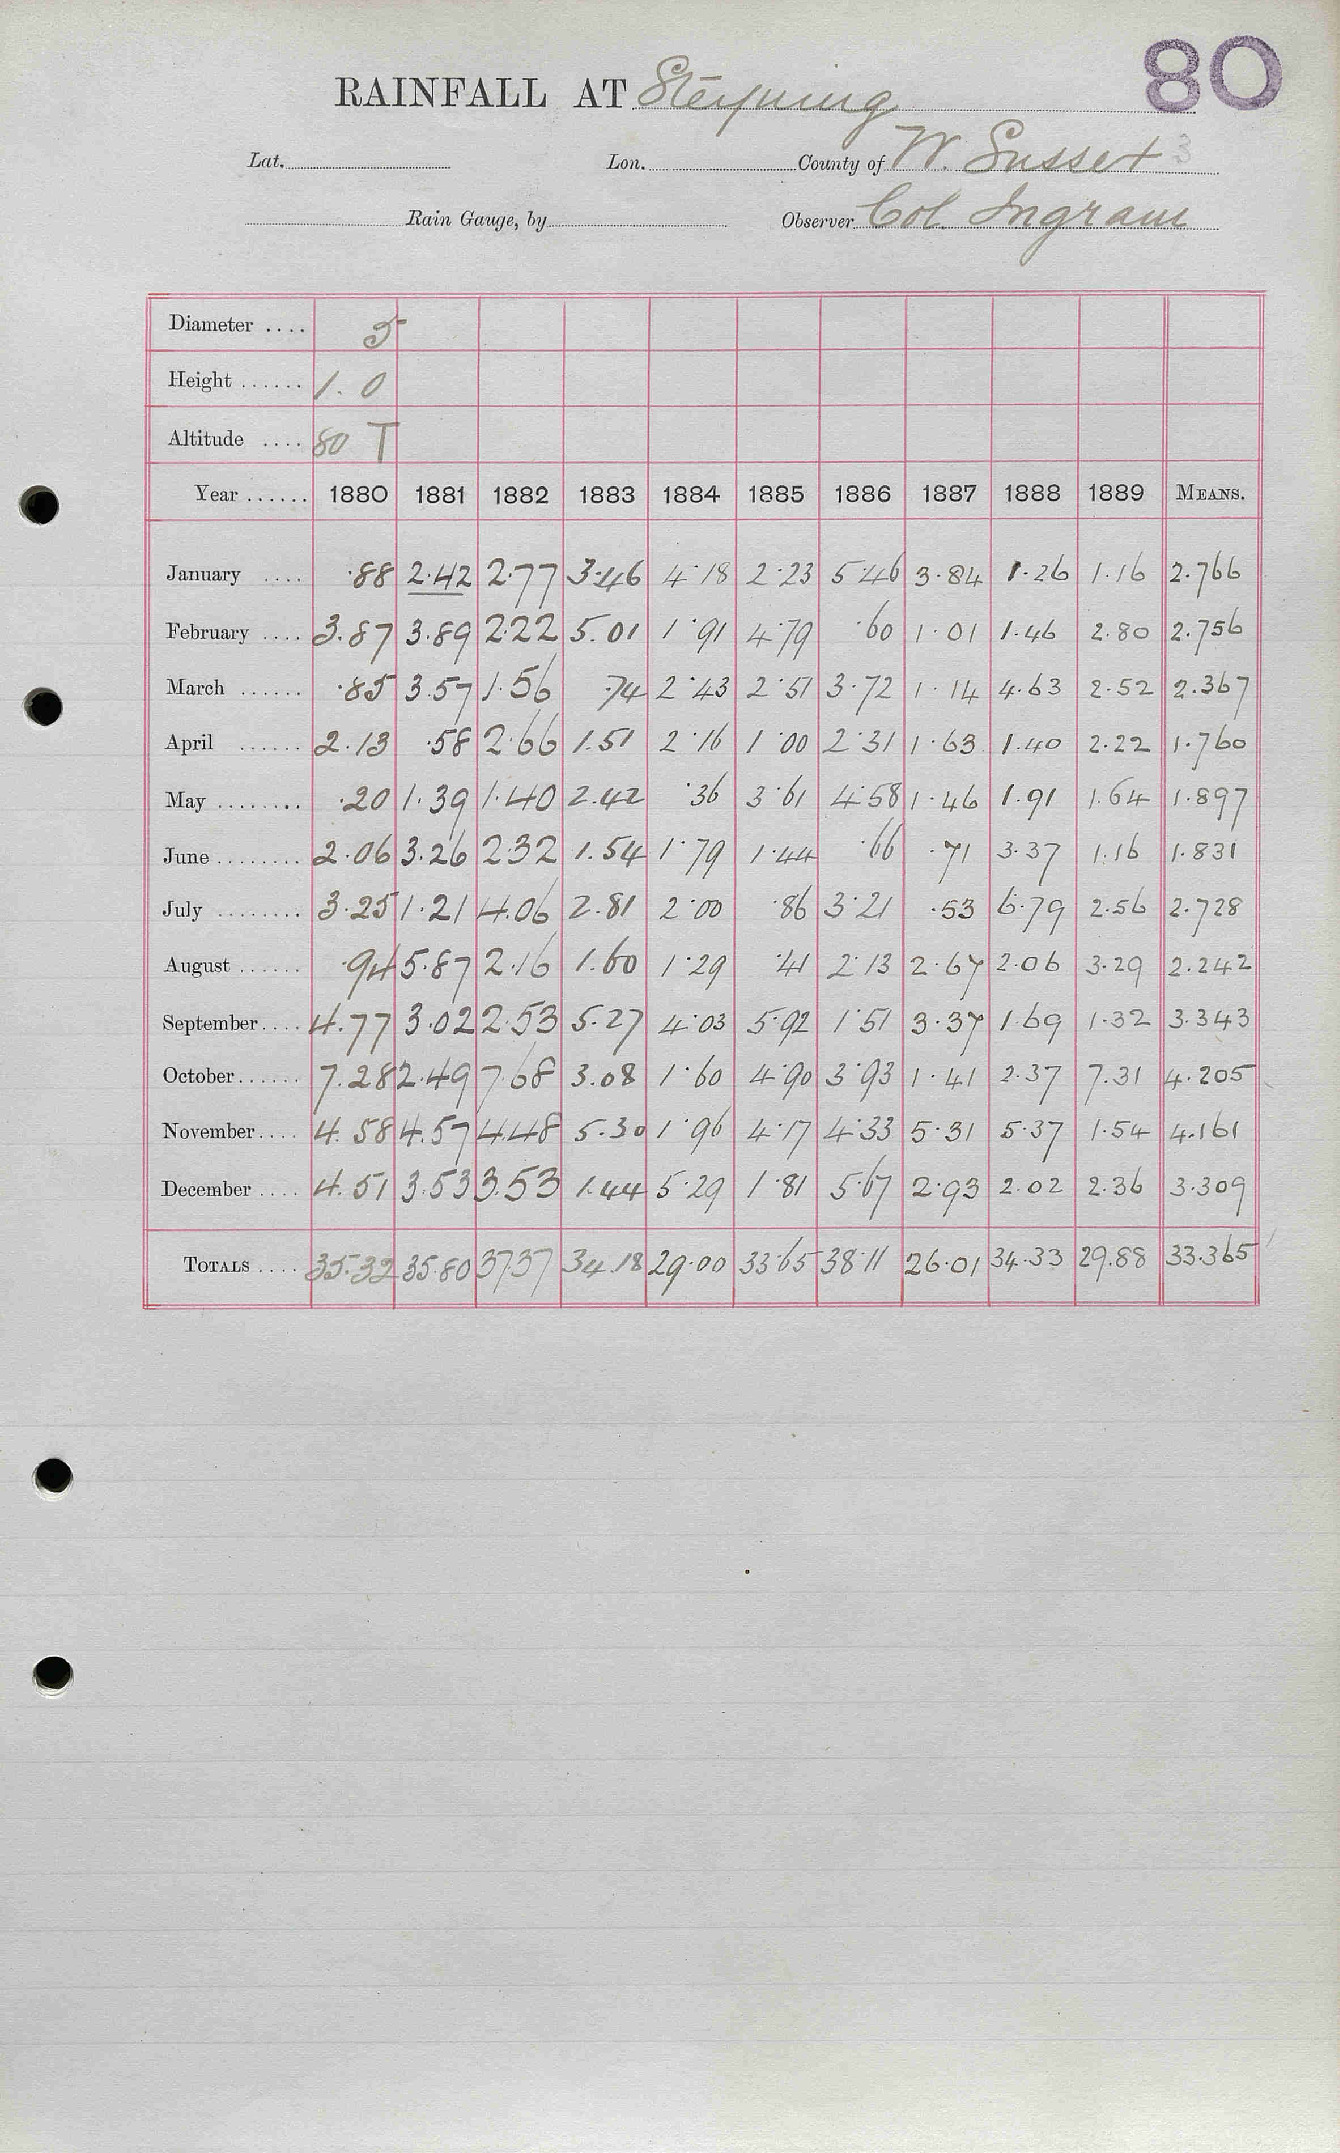 80
RAINFALL AT Steyning
Lat. Lon. County of W. Sussex 3
Rain Gauge, by Observer Col. Ingram
Diameter .... 5
Height ...... 1.0
Altitude .... 80 T
Year ...... 1880 1881 1882 1883 1884 1885 1886 1887 1888 1889 MEANS.
January .... .88 2.42 2.77 3.46 4.18 2.23 5.46 3.84 1.26 1.16 2.766
February .... 3.87 3.89 2.22 5.01 1.91 4.79 .60 1.01 1.46 2.80 2.756
March ...... .85 3.57 1.56 .74 2.43 2.51 3.72 1.14 4.63 2.52 2.367
April ...... 2.13 .58 2.66 1.51 2.16 1.00 2.31 1.63 1.40 2.22 1.760
May ........ .20 1.39 1.40 2.42 .36 3.61 4.58 1.46 1.91 1.64 1.897
June ........ 2.06 3.26 2.32 1.54 1.79 1.44 .66 .71 3.37 1.16 1.831
July ........ 3.25 1.21 4.06 2.81 2.00 .86 3.21 .53 6.79 2.56 2.728
August ...... .94 5.87 2.16 1.60 1.29 .41 2.13 2.67 2.06 3.29 2.242
September.... 4.77 3.02 2.53 5.27 4.03 5.92 1.51 3.37 1.69 1.32 3.343
October...... 7.28 2.49 7.68 3.08 1.60 4.90 3.93 1.41 2.37 7.31 4.205
November.... 4.58 4.57 4.48 5.30 1.96 4.17 4.33 5.31 5.37 1.54 4.161
December .... 4.51 3.53 3.53 1.44 5.29 1.81 5.67 2.93 2.02 2.36 3.309
TOTALS .... 35.32 35.80 37.37 34.18 29.00 33.65 38.11 26.01 34.33 29.88 33.365